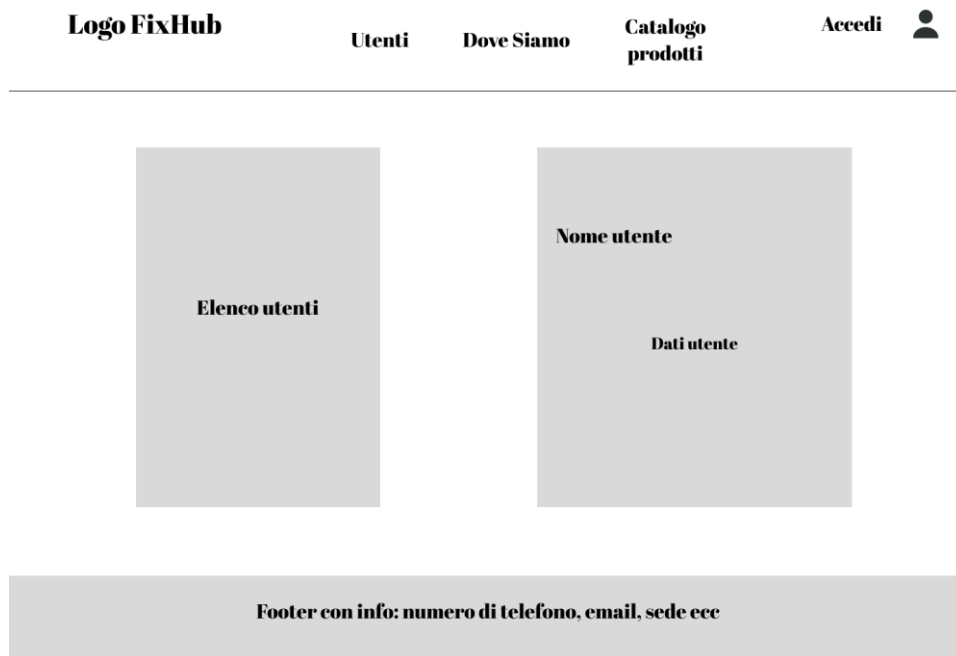 Logo FixHub
Utenti
Dove Siamo
Catalogo
prodotti
Accedi
Elenco utenti
Nome utente
Dati utente
Footer con info: numero di telefono, email, sede ecc